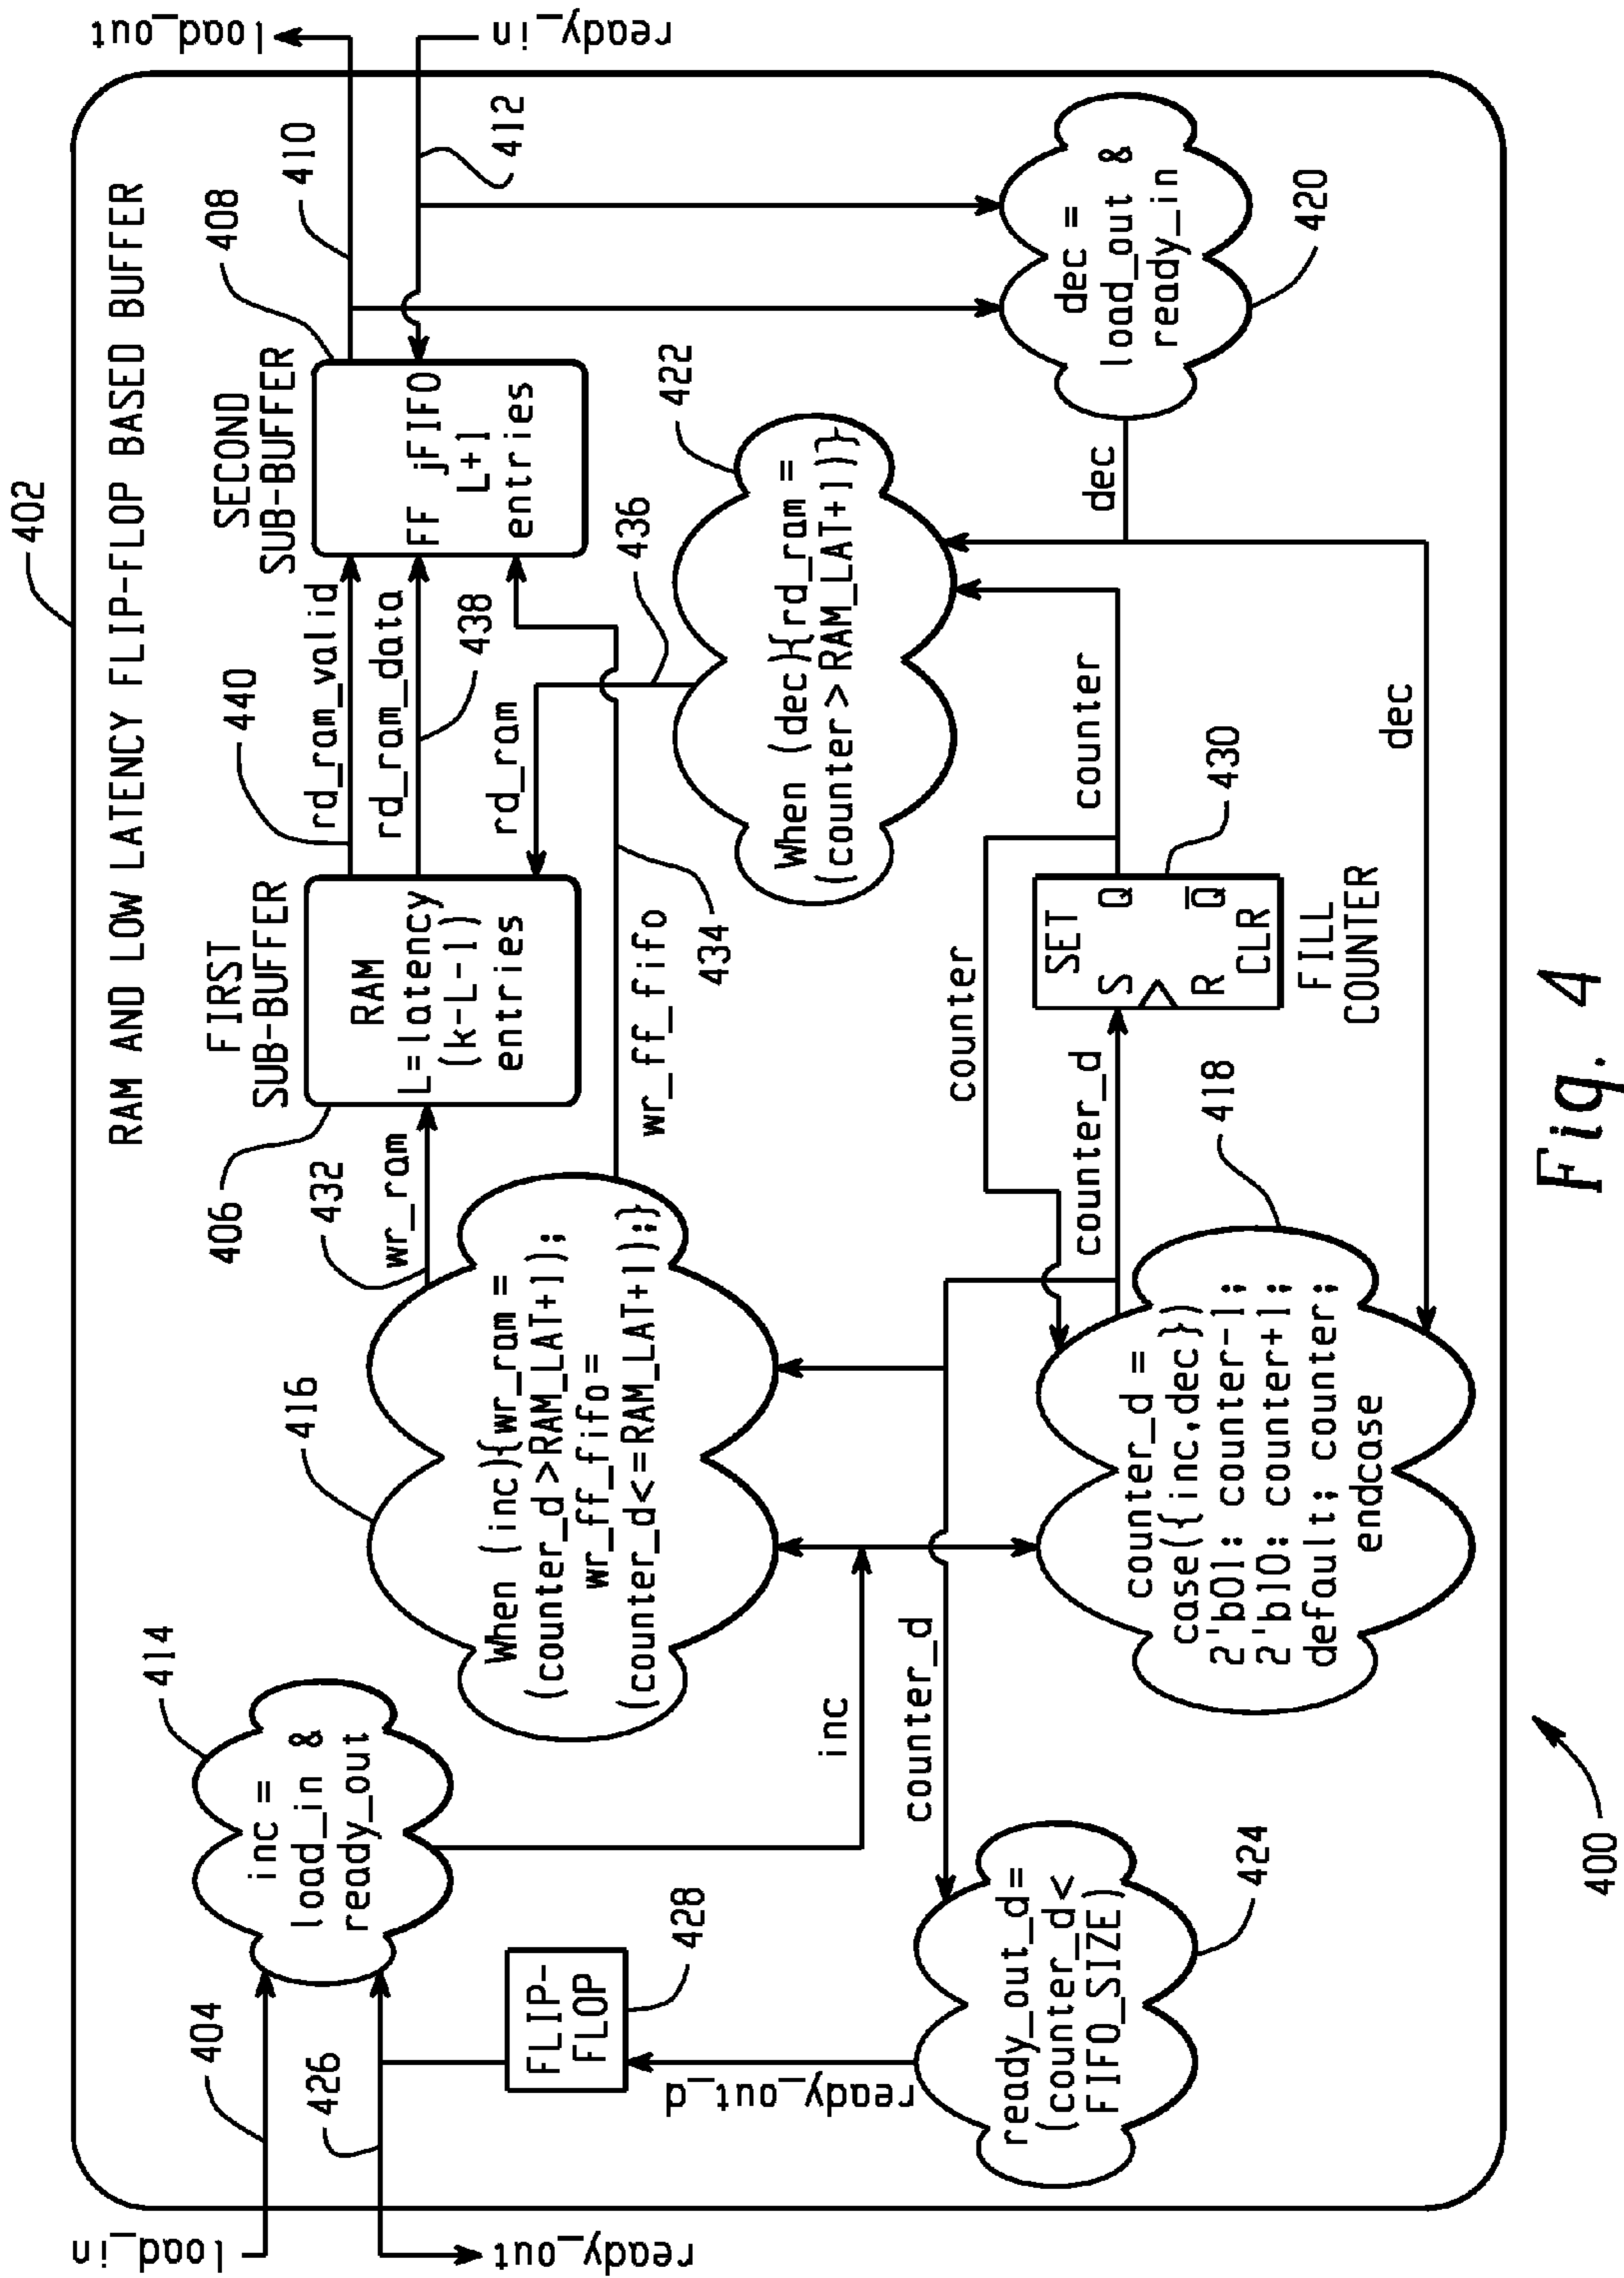 402
RAM AND LOW LATENCY FLIP-FLOP BASED BUFFER
load_in
404
426
ready_out
414
inc =
load_in &
ready_out
FLIP-
FLOP
428
ready_out_d
ready_out_d=
(counter_d<
FIFO_SIZE)
424
inc
counter_d
416
When (inc){wr_ram =
(counter_d>RAM_LAT+1);
wr_ff_fifo=
(counter_d<=RAM_LAT+1);}
432
wr_ram
406
FIRST
SUB-BUFFER
RAM
L=latency
(k-L-1)
entries
wr_ff_fifo
434
440
rd_ram_valid
rd_ram_data
438
rd_ram
436
SECOND
SUB-BUFFER
408
FF jFIFO
L+1
entries
410
412
load_out
ready_in
422
When (dec){rd_ram =
(counter>RAM_LAT+1)}
dec
dec =
load_out &
ready_in
420
counter
counter
counter_d
418
counter_d =
case({inc,dec})
2'b01: counter-1;
2'b10: counter+1;
default; counter;
endcase
SET
S Q
R Q
CLR
430
FILL
COUNTER
dec
400
Fig. 4